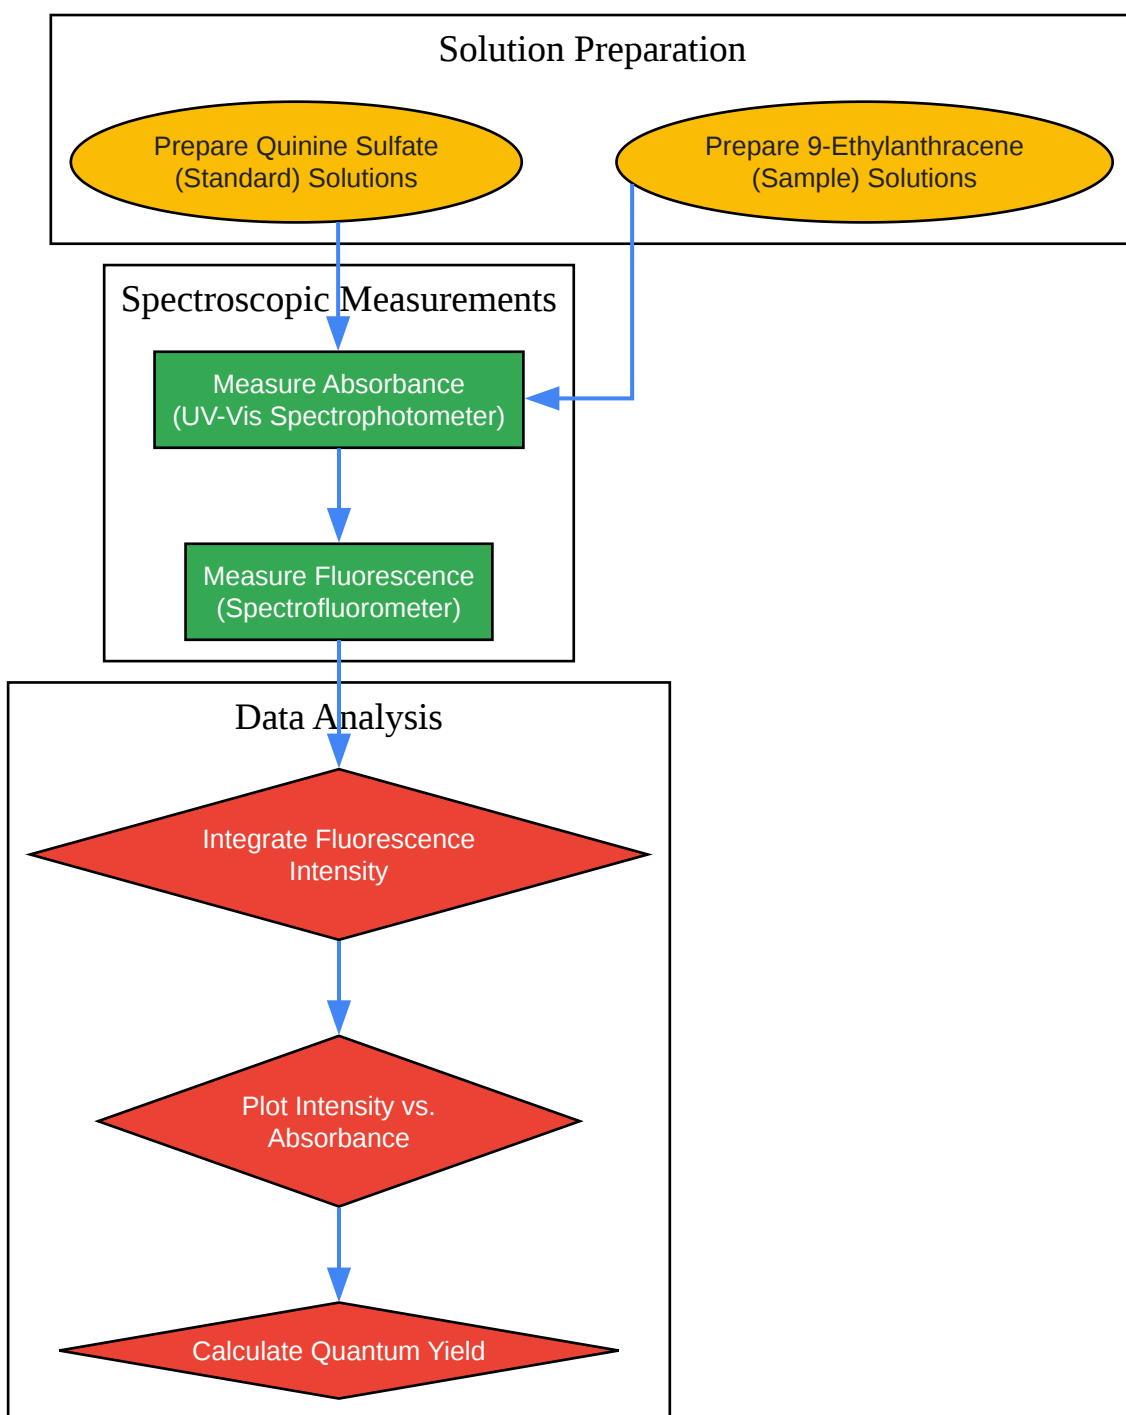 Solution Preparation
Prepare Quinine Sulfate
(Standard) Solutions
Prepare 9-Ethylanthracene
(Sample) Solutions
Spectroscopic Measurements
Measure Absorbance
(UV-Vis Spectrophotometer)
Measure Fluorescence
(Spectrofluorometer)
Data Analysis
Integrate Fluorescence
Intensity
Plot Intensity vs.
Absorbance
Calculate Quantum Yield